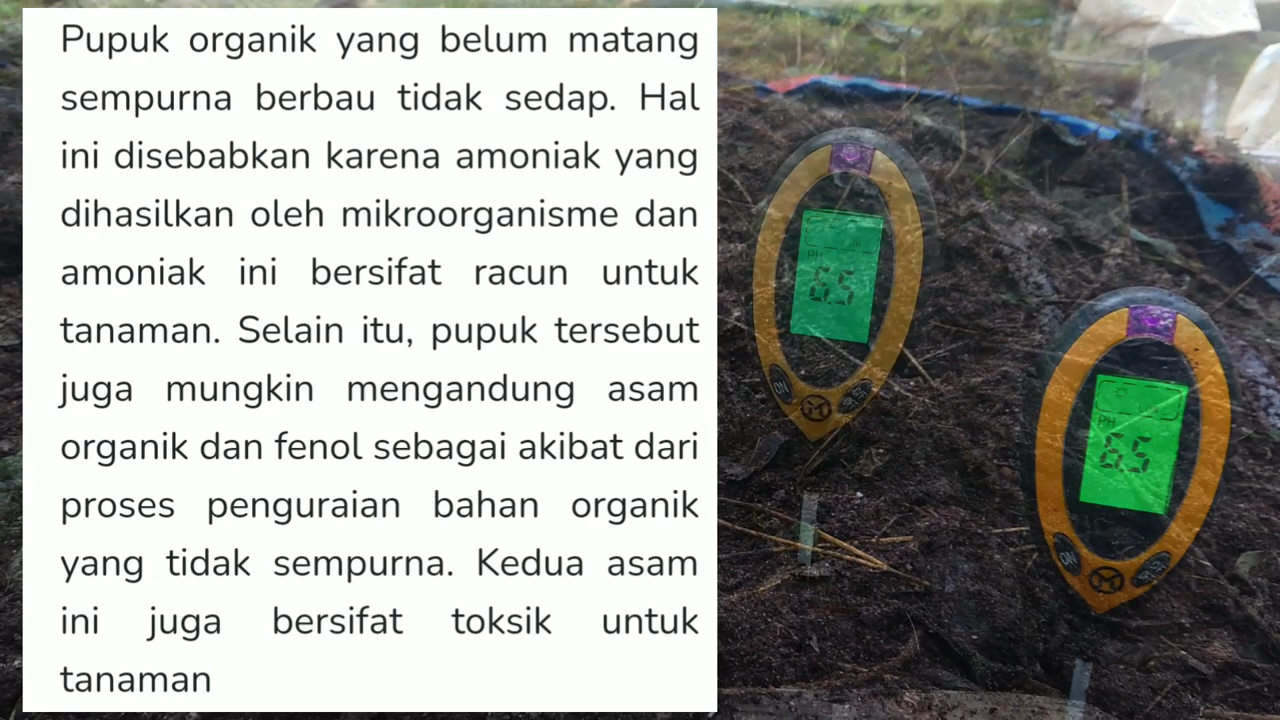 Pupuk organik yang belum matang
sempurna berbau tidak sedap. Hal
ini disebabkan karena amoniak yang
dihasilkan oleh mikroorganisme dan
amoniak ini bersifat racun untuk
tanaman. Selain itu, pupuk tersebut
juga mungkin mengandung asam
organik dan fenol sebagai akibat dari
proses penguraian bahan organik
yang tidak sempurna. Kedua asam
ini juga bersifat toksik untuk
tanaman
PH
6.5
ON
PH
6.5
ON